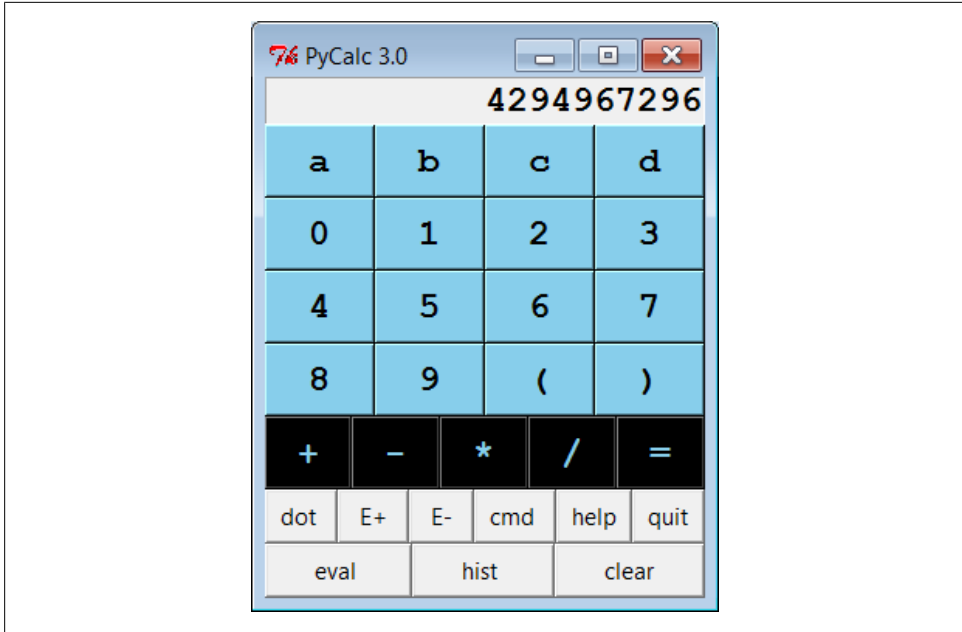 PyCalc 3.0
4294967296
a b c d
0 1 2 3
4 5 6 7
8 9 ( )
+ - * / =
dot E+ E- cmd help quit
eval hist clear